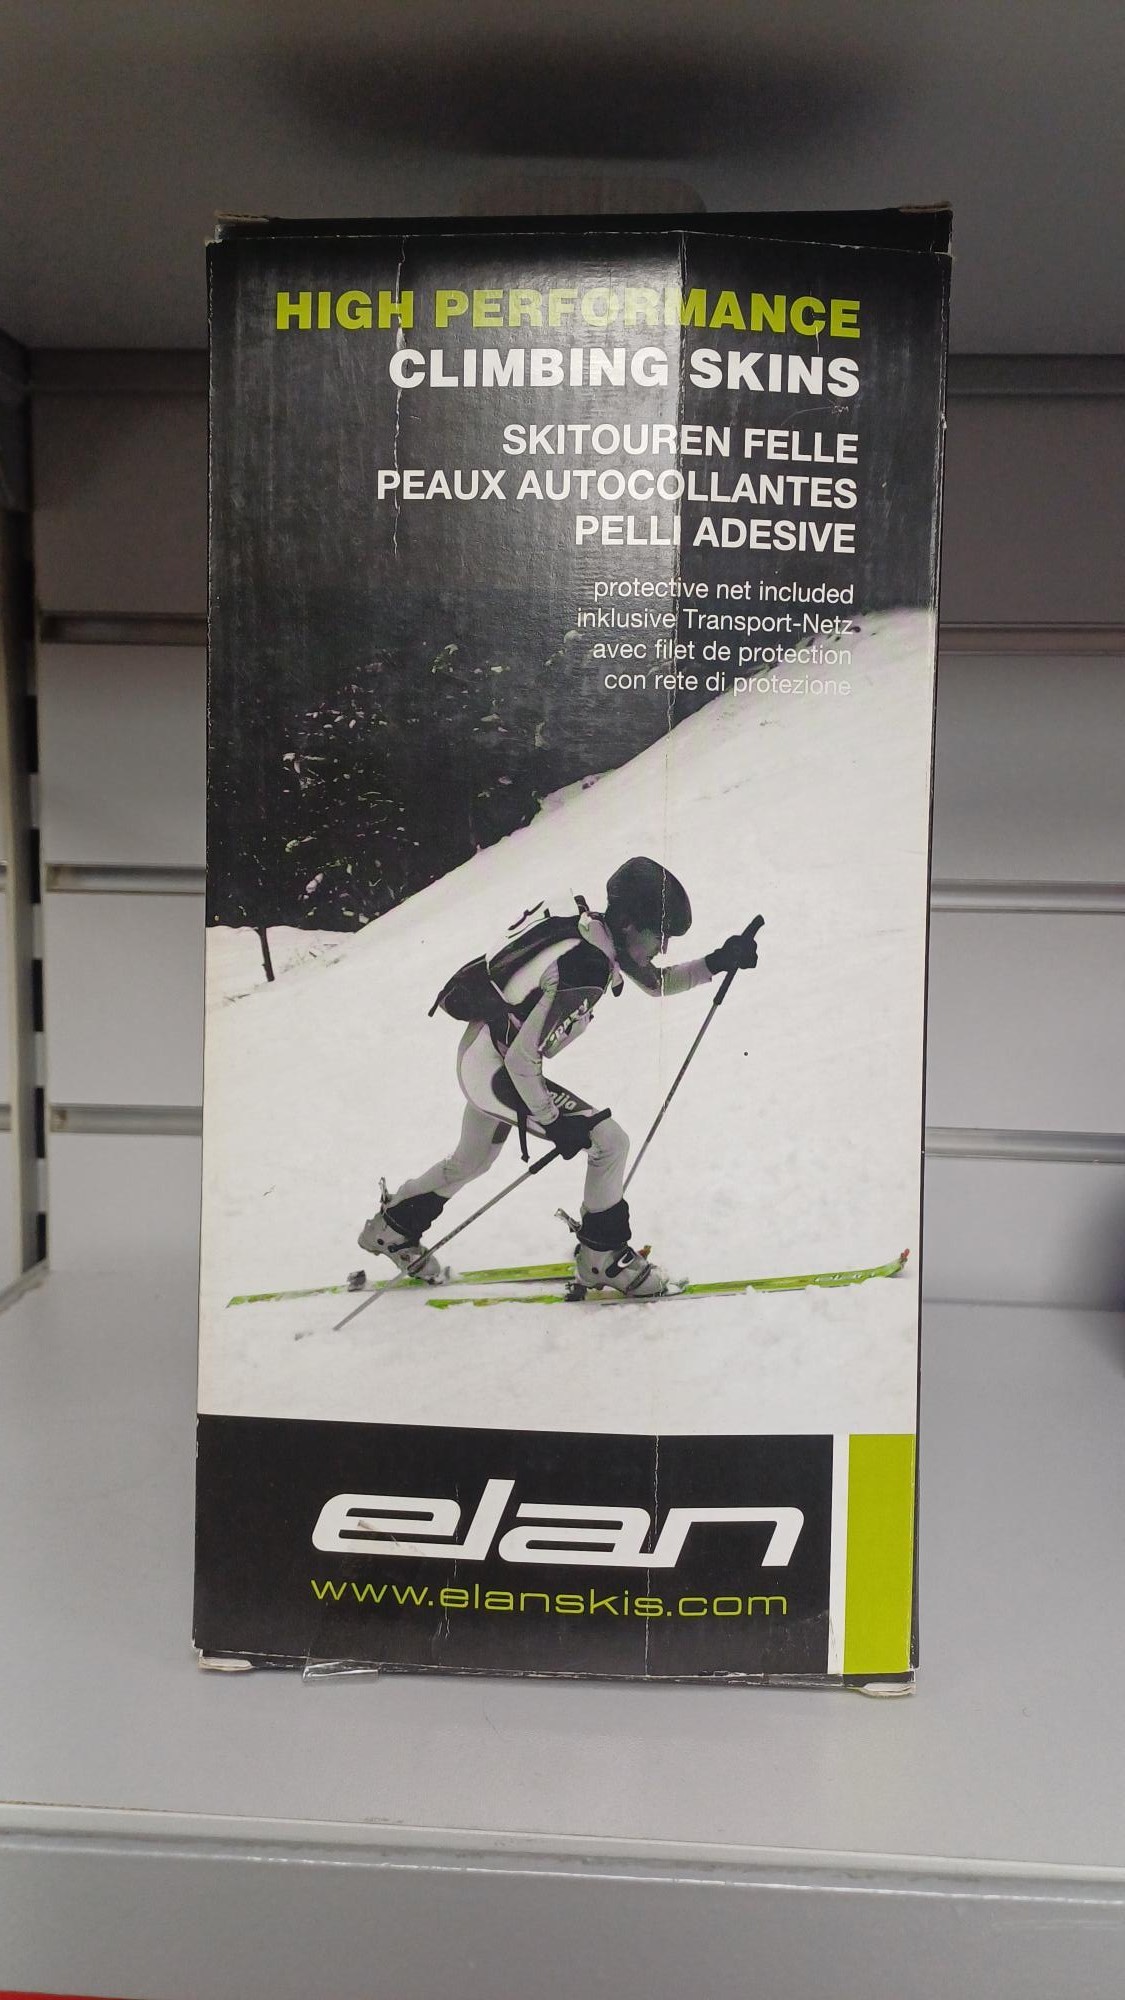 HIGH PERFORMANCE
CLIMBING SKINS
SKITOUREN FELLE
PEAUX AUTOCOLLANTES
PELLI ADESIVE
protective net included
inklusive Transport-Netz
avec filet de protection
con rete di protezione
elan
elan
www.elanskis.com